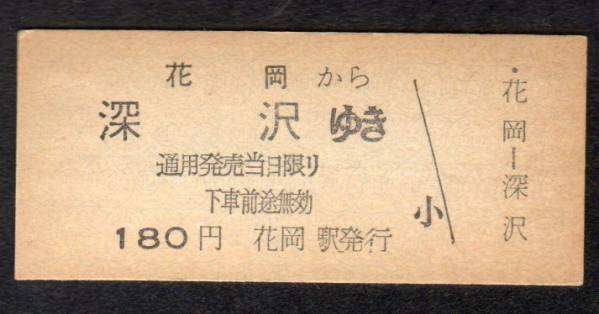 花岡から
深沢ゆき
通用発売当日限り
下車前途無効
180円 花岡駅発行
小
・花岡ー深沢